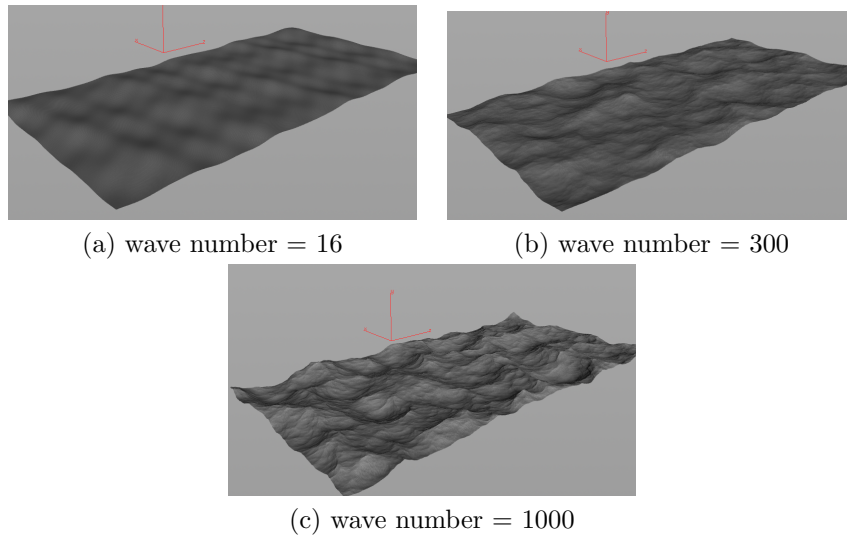 (a) wave number = 16
(b) wave number = 300
(c) wave number = 1000